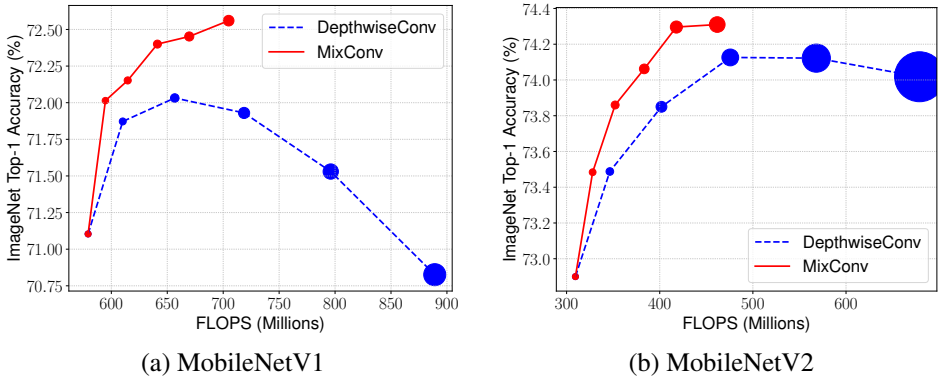 72.50
72.25
72.00
71.75
71.50
71.25
71.00
70.75
ImageNet Top-1 Accuracy (%)
DepthwiseConv
MixConv
600 650 700 750 800 850 900
FLOPS (Millions)
(a) MobileNetV1
74.4
74.2
74.0
73.8
73.6
73.4
73.2
73.0
ImageNet Top-1 Accuracy (%)
DepthwiseConv
MixConv
300 400 500 600
FLOPS (Millions)
(b) MobileNetV2